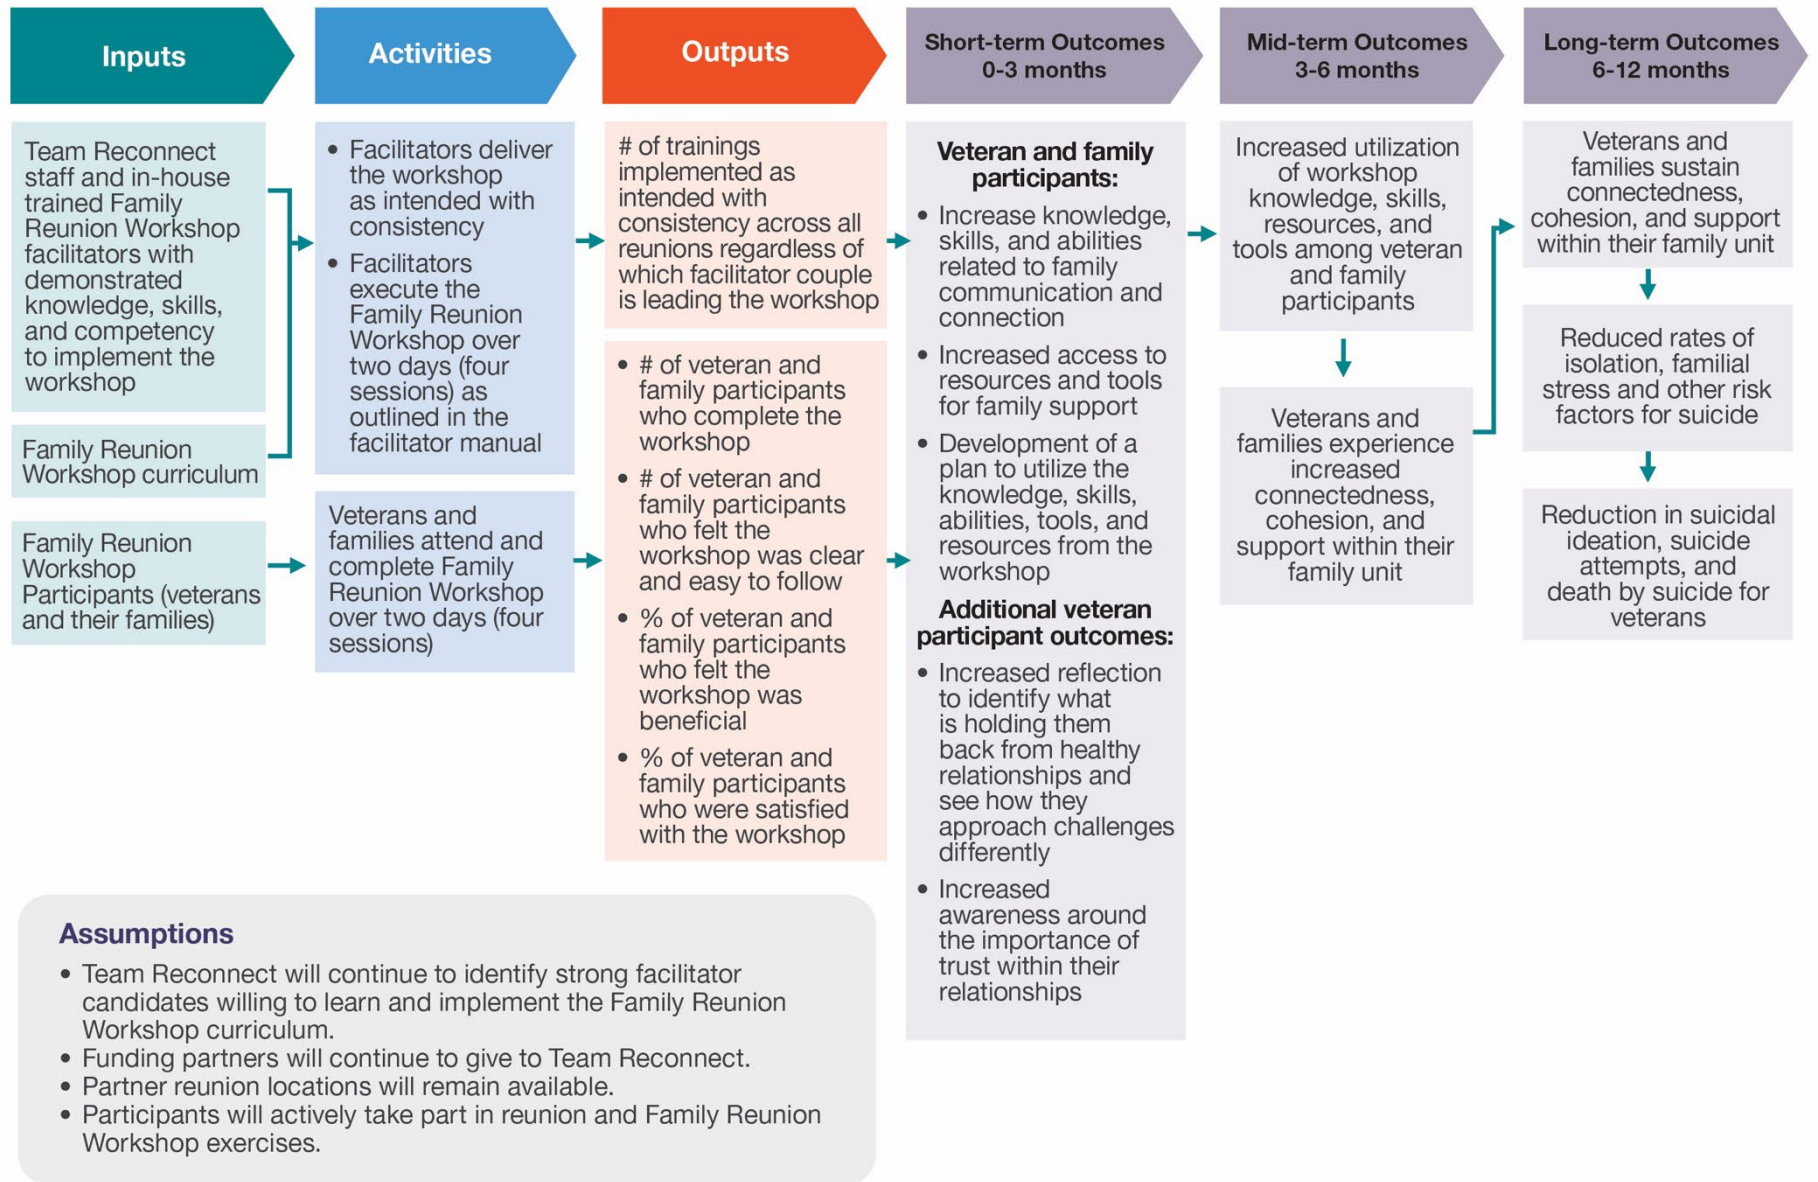 Inputs
Activities
Outputs
Short-term Outcomes
0-3 months
Mid-term Outcomes
3-6 months
Long-term Outcomes
6-12 months
Team Reconnect
staff and in-house
trained Family
Reunion Workshop
facilitators with
demonstrated
knowledge, skills,
and competency
to implement the
workshop
Family Reunion
Workshop curriculum
Family Reunion
Workshop
Participants (veterans
and their families)
• Facilitators deliver
the workshop
as intended with
consistency
• Facilitators
execute the
Family Reunion
Workshop over
two days (four
sessions) as
outlined in the
facilitator manual
Veterans and
families attend and
complete Family
Reunion Workshop
over two days (four
sessions)
# of trainings
implemented as
intended with
consistency across all
reunions regardless of
which facilitator couple
is leading the workshop
• # of veteran and
family participants
who complete the
workshop
• # of veteran and
family participants
who felt the
workshop was clear
and easy to follow
• % of veteran and
family participants
who felt the
workshop was
beneficial
• % of veteran and
family participants
who were satisfied
with the workshop
Veteran and family
participants:
• Increase knowledge,
skills, and abilities
related to family
communication and
connection
• Increased access to
resources and tools
for family support
• Development of a
plan to utilize the
knowledge, skills,
abilities, tools, and
resources from the
workshop
Additional veteran
participant outcomes:
• Increased reflection
to identify what
is holding them
back from healthy
relationships and
see how they
approach challenges
differently
• Increased
awareness around
the importance of
trust within their
relationships
Increased utilization
of workshop
knowledge, skills,
resources, and
tools among veteran
and family
participants
Veterans and
families experience
increased
connectedness,
cohesion, and
support within their
family unit
Veterans and
families sustain
connectedness,
cohesion, and support
within their family unit
Reduced rates of
isolation, familial
stress and other risk
factors for suicide
Reduction in suicidal
ideation, suicide
attempts, and
death by suicide for
veterans
Assumptions
• Team Reconnect will continue to identify strong facilitator
candidates willing to learn and implement the Family Reunion
Workshop curriculum.
• Funding partners will continue to give to Team Reconnect.
• Partner reunion locations will remain available.
• Participants will actively take part in reunion and Family Reunion
Workshop exercises.